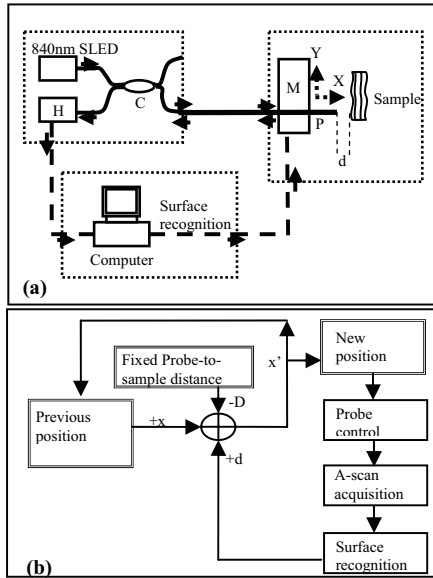 840nm SLED
H
C
M
Y
X
Sample
P
d
Surface
recognition
Computer
(a)
Fixed Probe-to-
sample distance
x'
New
position
-D
Previous
position
+x
Probe
control
+d
A-scan
acquisition
Surface
recognition
(b)